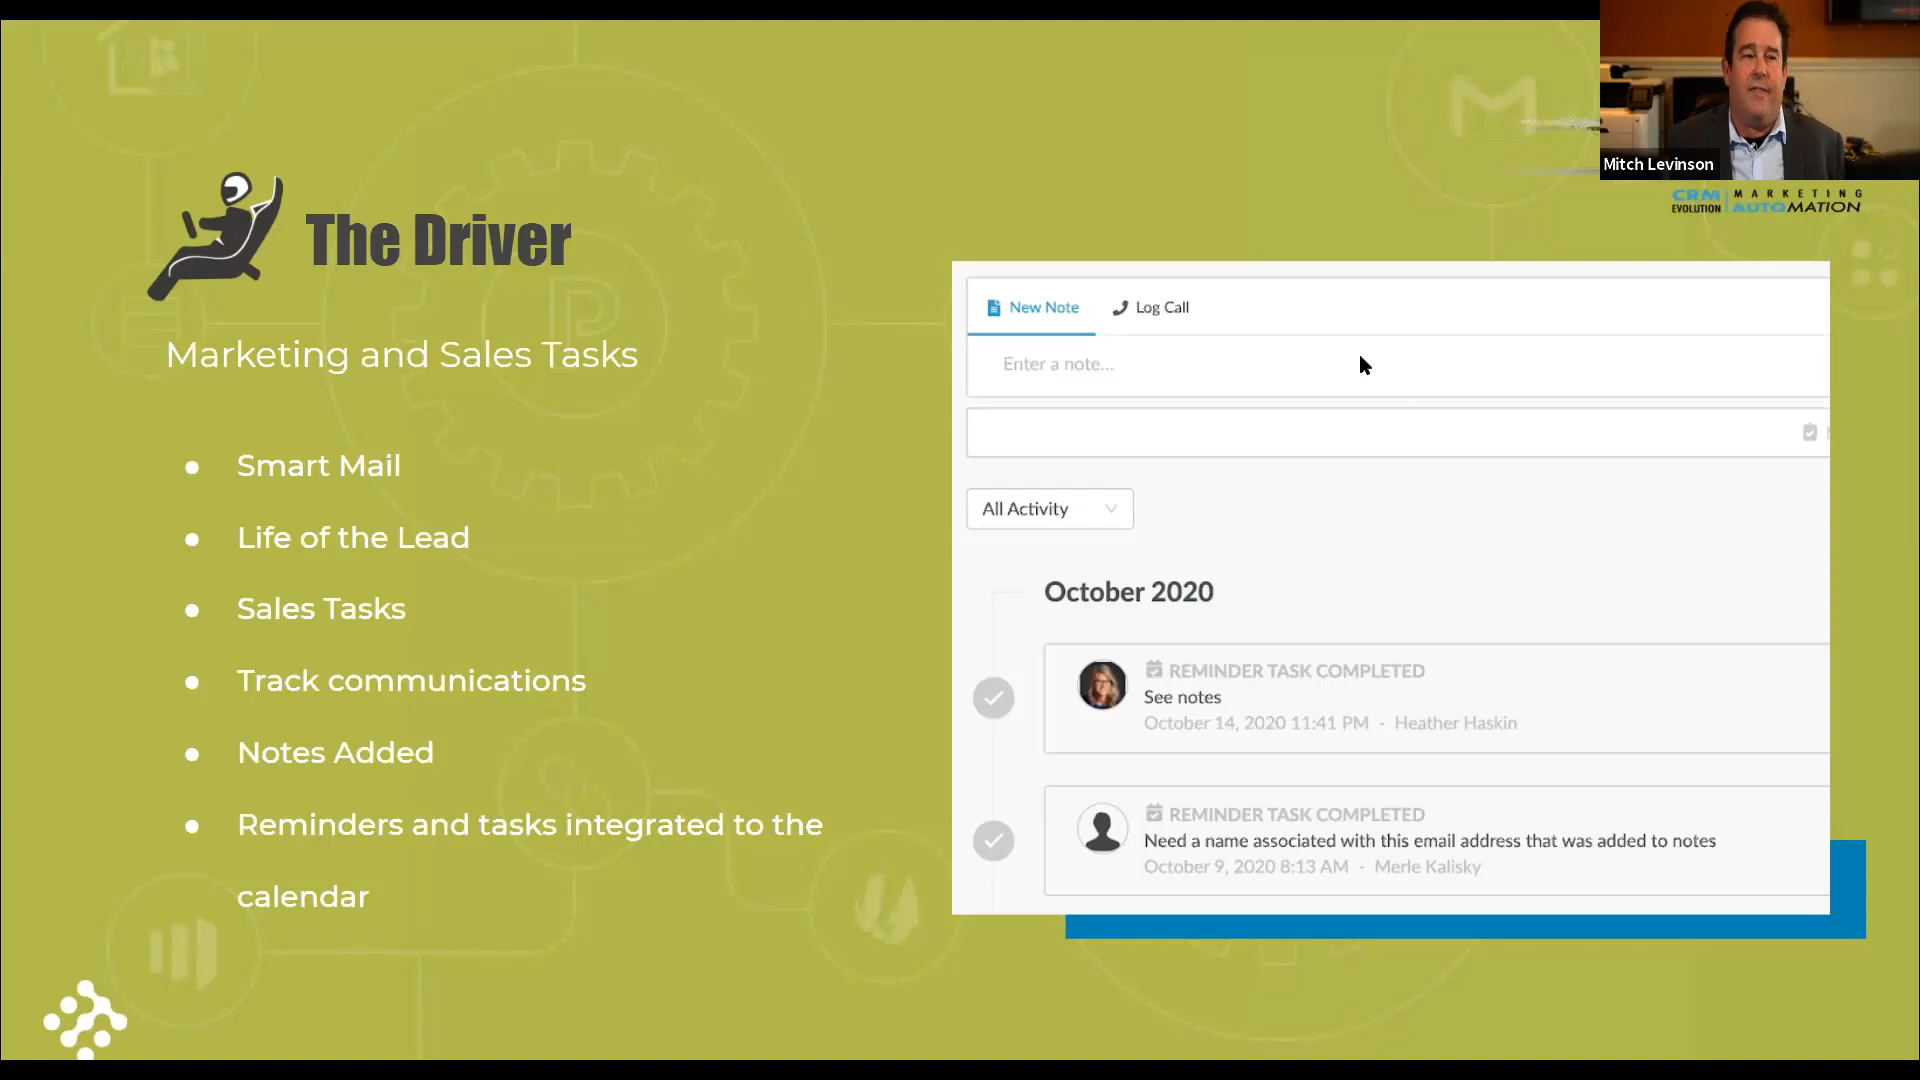 Mitch Levinson
CRM EVOLUTION | MARKETING AUTOMATION
The Driver
Marketing and Sales Tasks
● Smart Mail
● Life of the Lead
● Sales Tasks
● Track communications
● Notes Added
● Reminders and tasks integrated to the
calendar
New Note Log Call
Enter a note...
All Activity
October 2020
REMINDER TASK COMPLETED
See notes
October 14, 2020 11:41 PM - Heather Haskin
REMINDER TASK COMPLETED
Need a name associated with this email address that was added to notes
October 9, 2020 8:13 AM - Merle Kalisky